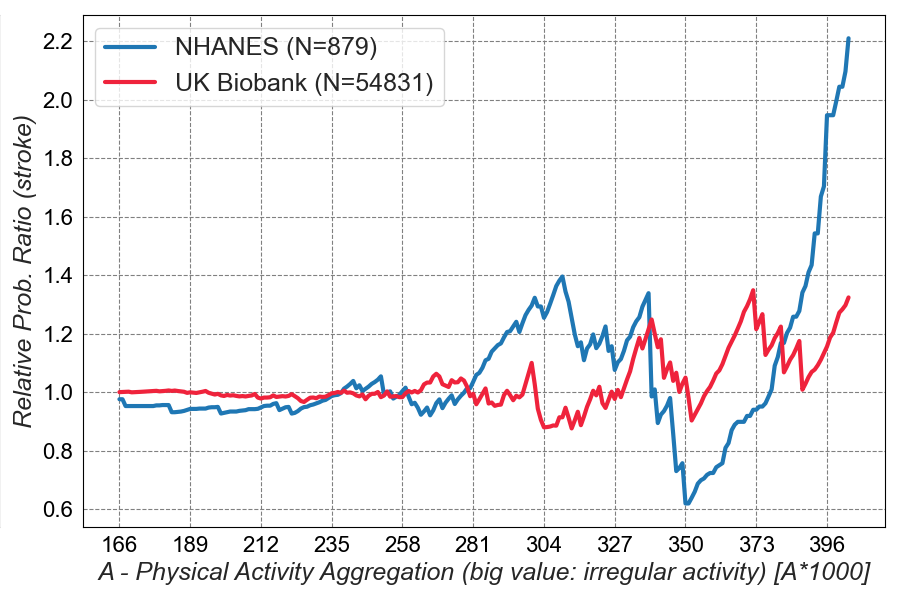 NHANES (N=879)
UK Biobank (N=54831)
Relative Prob. Ratio (stroke)
2.2
2.0
1.8
1.6
1.4
1.2
1.0
0.8
0.6
166 189 212 235 258 281 304 327 350 373 396
A - Physical Activity Aggregation (big value: irregular activity) [A*1000]